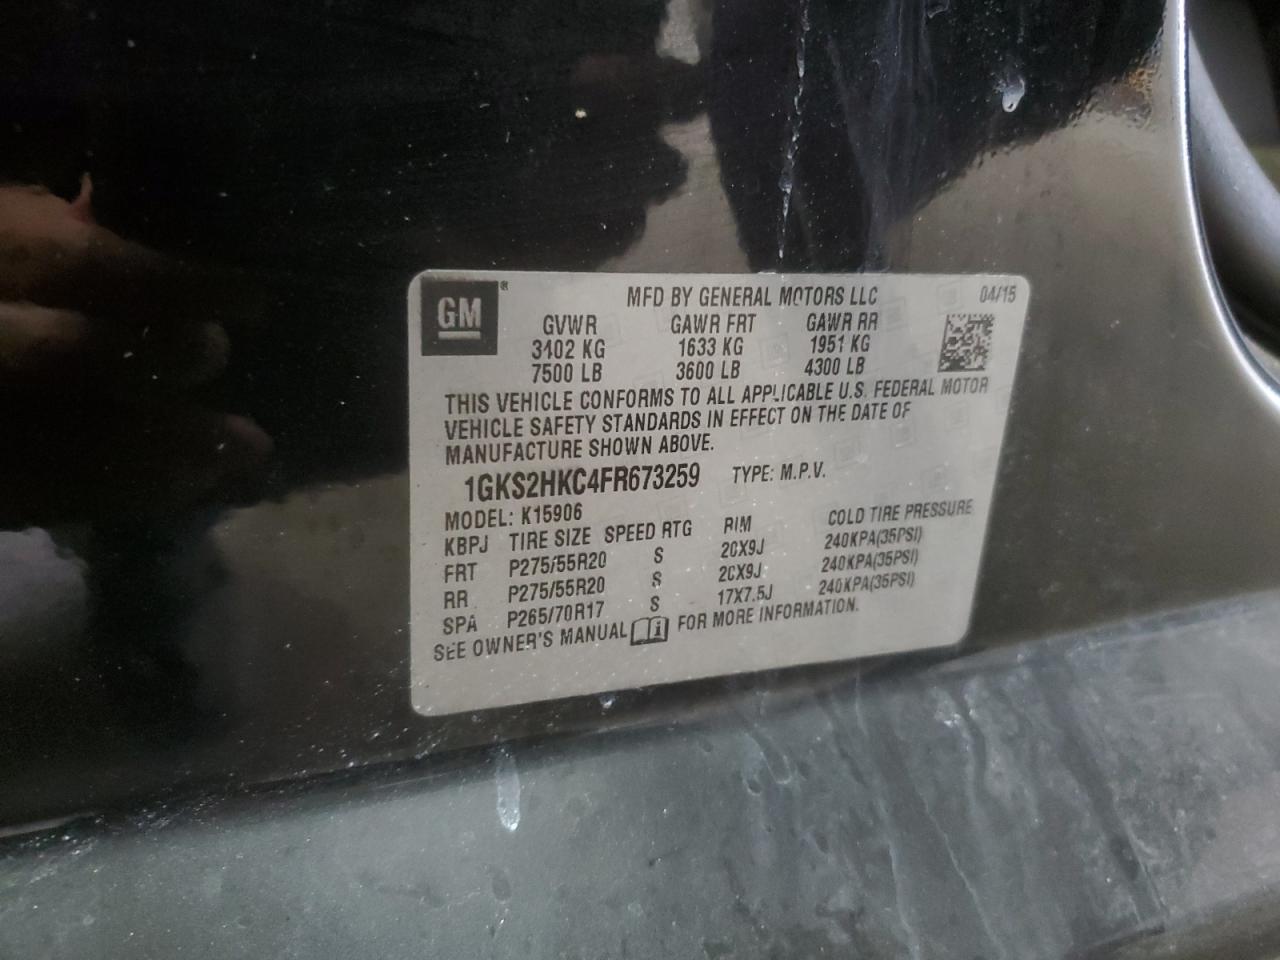 GM®
MFD BY GENERAL MOTORS LLC 04/15
GVWR GAWR FRT GAWR RR
3402 KG 1633 KG 1951 KG
7500 LB 3600 LB 4300 LB
THIS VEHICLE CONFORMS TO ALL APPLICABLE U.S. FEDERAL MOTOR
VEHICLE SAFETY STANDARDS IN EFFECT ON THE DATE OF
MANUFACTURE SHOWN ABOVE.
1GKS2HKC4FR673259 TYPE: M.P.V.
MODEL: K15906
KBPJ TIRE SIZE SPEED RTG RIM COLD TIRE PRESSURE
FRT P275/55R20 S 20X9J 240KPA(35PSI)
RR P275/55R20 S 20X9J 240KPA(35PSI)
SPA P265/70R17 S 17X7.5J 240KPA(35PSI)
SEE OWNER'S MANUAL FOR MORE INFORMATION.